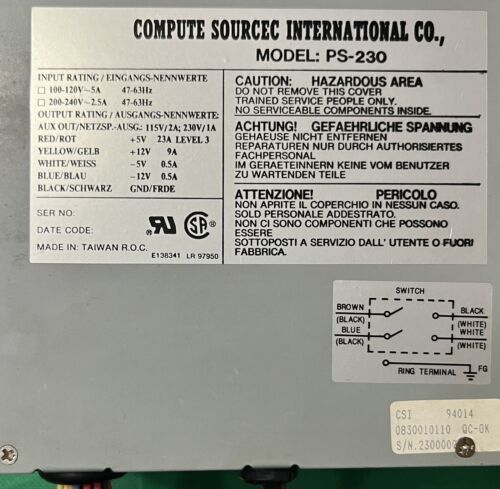 COMPUTE SOURCEC INTERNATIONAL CO.,
MODEL: PS-230
INPUT RATING / EINGANGS-NENNWERTE
100-120V~5A 47-63Hz
200-240V~2.5A 47-63Hz
OUTPUT RATING / AUSGANGS-NENNWERTE:
AUX OUT/NETZSP.-AUSG: 115V/2A; 230V/1A
RED/ROT +5V 23A LEVEL 3
YELLOW/GELB +12V 9A
WHITE/WEISS -5V 0.5A
BLUE/BLAU -12V 0.5A
BLACK/SCHWARZ GND/FRDE
SER NO:
DATE CODE:
MADE IN: TAIWAN R.O.C.
E138341 LR 97950
CAUTION: HAZARDOUS AREA
DO NOT REMOVE THIS COVER
TRAINED SERVICE PEOPLE ONLY.
NO SERVICEABLE COMPONENTS INSIDE.
ACHTUNG! GEFAEHRLICHE SPANNUNG
GEHAEUSE NICHT ENTFERNEN
REPARATUREN NUR DURCH AUTHORISIERTES
FACHPERSONAL
IM GERAETEINNERN KEINE VOM BENUTZER
ZU WARTENDEN TEILE
ATTENZIONE! PERICOLO
NON APRITE IL COPERCHIO IN NESSUN CASO.
SOLD PERSONALE ADDESTRATO.
NON CI SONO COMPONENTI CHE POSSONO
ESSERE
SOTTOPOSTI A SERVIZIO DALL' UTENTE O FUORI
FABBRICA.
SWITCH
BROWN BLACK
(BLACK) (WHITE)
BLUE WHITE
(BLACK) (WHITE)
RING TERMINAL FG
CSI 94014
0830010110 QC-OK
S/N.2300000